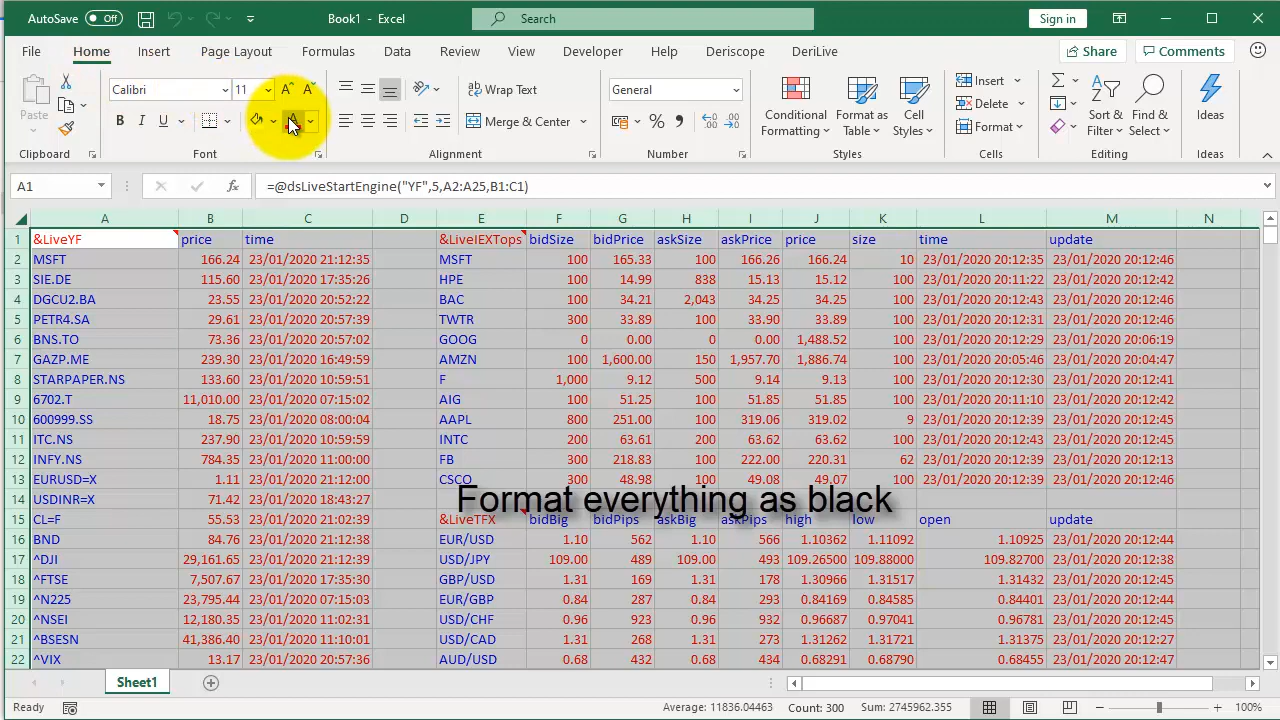 AutoSave Off Book1 - Excel Search Sign in
File Home Insert Page Layout Formulas Data Review View Developer Help Deriscope DeriLive Share Comments
Paste Calibri 11 A A Wrap Text General Conditional Formatting Format as Table Cell Styles Insert Delete Format Sort & Filter Find & Select Ideas
B I U A Merge & Center % 
Clipboard Font Alignment Number Styles Cells Editing Ideas
A1 fx =@dsLiveStartEngine("YF",5,A2:A25,B1:C1)
A B C D E F G H I J K L M N
1 &LiveYF price time &LiveIEXTops bidSize bidPrice askSize askPrice price size time update
2 MSFT 166.24 23/01/2020 21:12:35 MSFT 100 165.33 100 166.26 166.24 10 23/01/2020 20:12:35 23/01/2020 20:12:46
3 SIE.DE 115.60 23/01/2020 17:35:26 HPE 100 14.99 838 15.13 15.12 100 23/01/2020 20:11:22 23/01/2020 20:12:42
4 DGCU2.BA 23.55 23/01/2020 20:52:22 BAC 100 34.21 2,043 34.25 34.25 100 23/01/2020 20:12:43 23/01/2020 20:12:46
5 PETR4.SA 29.61 23/01/2020 20:57:39 TWTR 300 33.89 100 33.90 33.89 100 23/01/2020 20:12:31 23/01/2020 20:12:46
6 BNS.TO 73.36 23/01/2020 20:57:02 GOOG 0 0.00 0 0.00 1,488.52 100 23/01/2020 20:12:29 23/01/2020 20:06:19
7 GAZP.ME 239.30 23/01/2020 16:49:59 AMZN 100 1,600.00 150 1,957.70 1,886.74 100 23/01/2020 20:05:46 23/01/2020 20:04:47
8 STARPAPER.NS 133.60 23/01/2020 10:59:51 F 1,000 9.12 500 9.14 9.13 100 23/01/2020 20:12:30 23/01/2020 20:12:41
9 6702.T 11,010.00 23/01/2020 07:15:02 AIG 100 51.25 100 51.85 51.85 100 23/01/2020 20:11:10 23/01/2020 20:12:42
10 600999.SS 18.75 23/01/2020 08:00:04 AAPL 800 251.00 100 319.06 319.02 9 23/01/2020 20:12:39 23/01/2020 20:12:45
11 ITC.NS 237.90 23/01/2020 10:59:59 INTC 200 63.61 200 63.62 63.62 100 23/01/2020 20:12:43 23/01/2020 20:12:45
12 INFY.NS 784.35 23/01/2020 11:00:00 FB 300 218.83 100 222.00 220.31 62 23/01/2020 20:12:39 23/01/2020 20:12:43
13 EURUSD=X 1.11 23/01/2020 21:12:00 CSCO 300 48.98 100 49.08 49.07 100 23/01/2020 20:12:39 23/01/2020 20:12:46
14 USDINR=X 71.42 23/01/2020 18:43:27
Format everything as black
15 CL=F 55.53 23/01/2020 21:02:39 &LiveTFX bidBig bidPips askBig askPips high low open update
16 BND 84.76 23/01/2020 21:12:38 EUR/USD 1.10 562 1.10 566 1.10362 1.11092 1.10925 23/01/2020 20:12:44
17 ^DJI 29,161.65 23/01/2020 21:12:39 USD/JPY 109.00 489 109.00 493 109.26500 109.88000 109.82700 23/01/2020 20:12:38
18 ^FTSE 7,507.67 23/01/2020 17:35:30 GBP/USD 1.31 169 1.31 178 1.30966 1.31517 1.31432 23/01/2020 20:12:45
19 ^N225 23,795.44 23/01/2020 07:15:03 EUR/GBP 0.84 287 0.84 293 0.84169 0.84585 0.84401 23/01/2020 20:12:44
20 ^NSEI 12,180.35 23/01/2020 11:02:31 USD/CHF 0.96 923 0.96 932 0.96687 0.97041 0.96781 23/01/2020 20:12:45
21 ^BSESN 41,386.40 23/01/2020 11:10:01 USD/CAD 1.31 268 1.31 273 1.31262 1.31721 1.31375 23/01/2020 20:12:27
22 ^VIX 13.17 23/01/2020 20:57:36 AUD/USD 0.68 432 0.68 434 0.68291 0.68790 0.68455 23/01/2020 20:12:47
Sheet1
Ready Average: 11836.04463 Count: 300 Sum: 2745962.355 100%